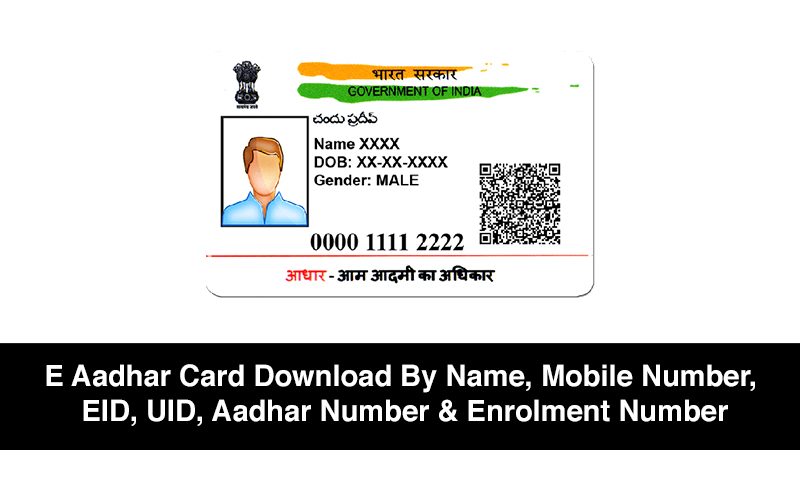 भारत सरकार
GOVERNMENT OF INDIA
చందు ప్రదీప్
Name XXXX
DOB: XX-XX-XXXX
Gender: MALE
0000 1111 2222
आधार - आम आदमी का अधिकार
E Aadhar Card Download By Name, Mobile Number,
EID, UID, Aadhar Number & Enrolment Number